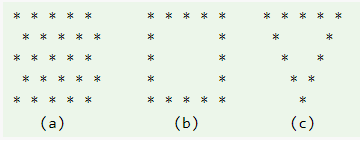 * * * * *   * * * * *   * * * * *
 * * * * *  *       *    *     *
* * * * *   *       *     *   *
 * * * * *  *       *      * *
* * * * *   * * * * *       *
(a) (b) (c)